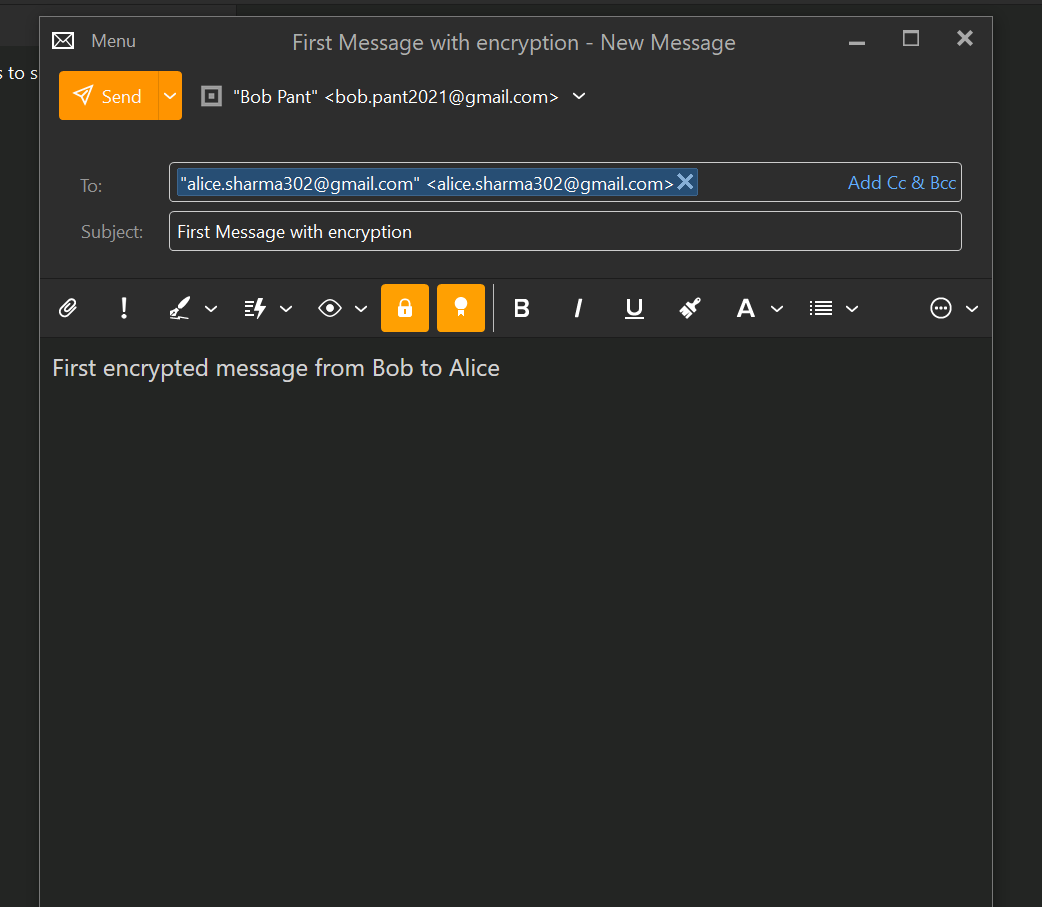 Menu
First Message with encryption - New Message
s to s
Send
"Bob Pant" <bob.pant2021@gmail.com>
To:
"alice.sharma302@gmail.com" <alice.sharma302@gmail.com>
Add Cc & Bcc
Subject:
First Message with encryption
B I U A
First encrypted message from Bob to Alice